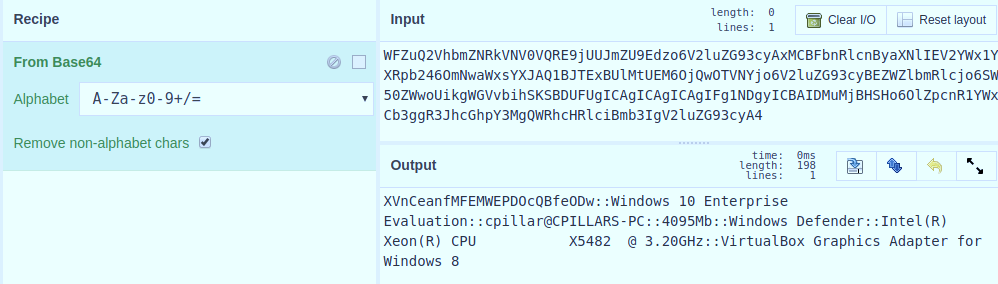 Recipe
Input
length: 0
lines: 1
Clear I/O
Reset layout
From Base64
Alphabet A-Za-z0-9+/=
Remove non-alphabet chars
WFZuQ2VhbmZNRkVNV0VQRE9jUUJmZU9Edzo6V2luZG93cyAxMCBFbnRlcnByaXNlIEV2YWx1Y
XRpb246OmNwaWxsYXJAQ1BJTExBUlMtUEM6OjQwOTVNYjo6V2luZG93cyBEZWZlbmRlcjo6SW
50ZWwoUikgWGVvbihSKSBDUFUgICAgICAgICAgIFg1NDgyICBAIDMuMjBHSHo6OlZpcnR1YWx
Cb3ggR3JhcGhpY3MgQWRhcHRlciBmb3IgV2luZG93cyA4
Output
time: 0ms
length: 198
lines: 1
XVnCeanfMFEMWEPDOcQBfeODw::Windows 10 Enterprise
Evaluation::cpillar@CPILLARS-PC::4095Mb::Windows Defender::Intel(R)
Xeon(R) CPU           X5482  @ 3.20GHz::VirtualBox Graphics Adapter for
Windows 8